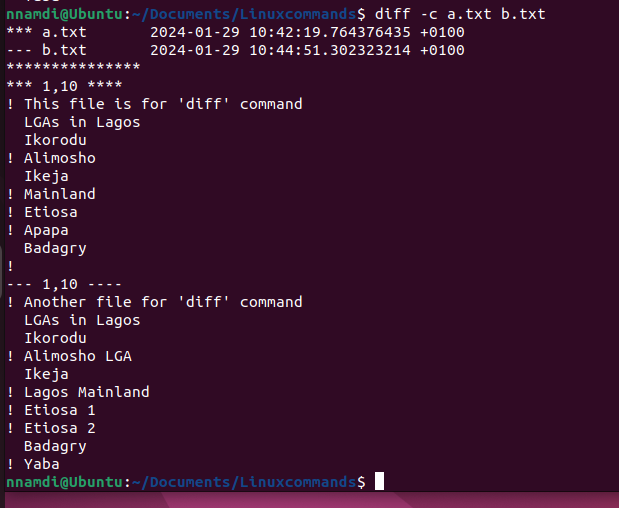 nnamdi@Ubuntu:~/Documents/Linuxcommands$ diff -c a.txt b.txt
*** a.txt       2024-01-29 10:42:19.764376435 +0100
--- b.txt       2024-01-29 10:44:51.302323214 +0100
***************
*** 1,10 ****
! This file is for 'diff' command
  LGAs in Lagos
  Ikorodu
! Alimosho
  Ikeja
! Mainland
! Etiosa
! Apapa
  Badagry
!
--- 1,10 ----
! Another file for 'diff' command
  LGAs in Lagos
  Ikorodu
! Alimosho LGA
  Ikeja
! Lagos Mainland
! Etiosa 1
! Etiosa 2
  Badagry
! Yaba
nnamdi@Ubuntu:~/Documents/Linuxcommands$